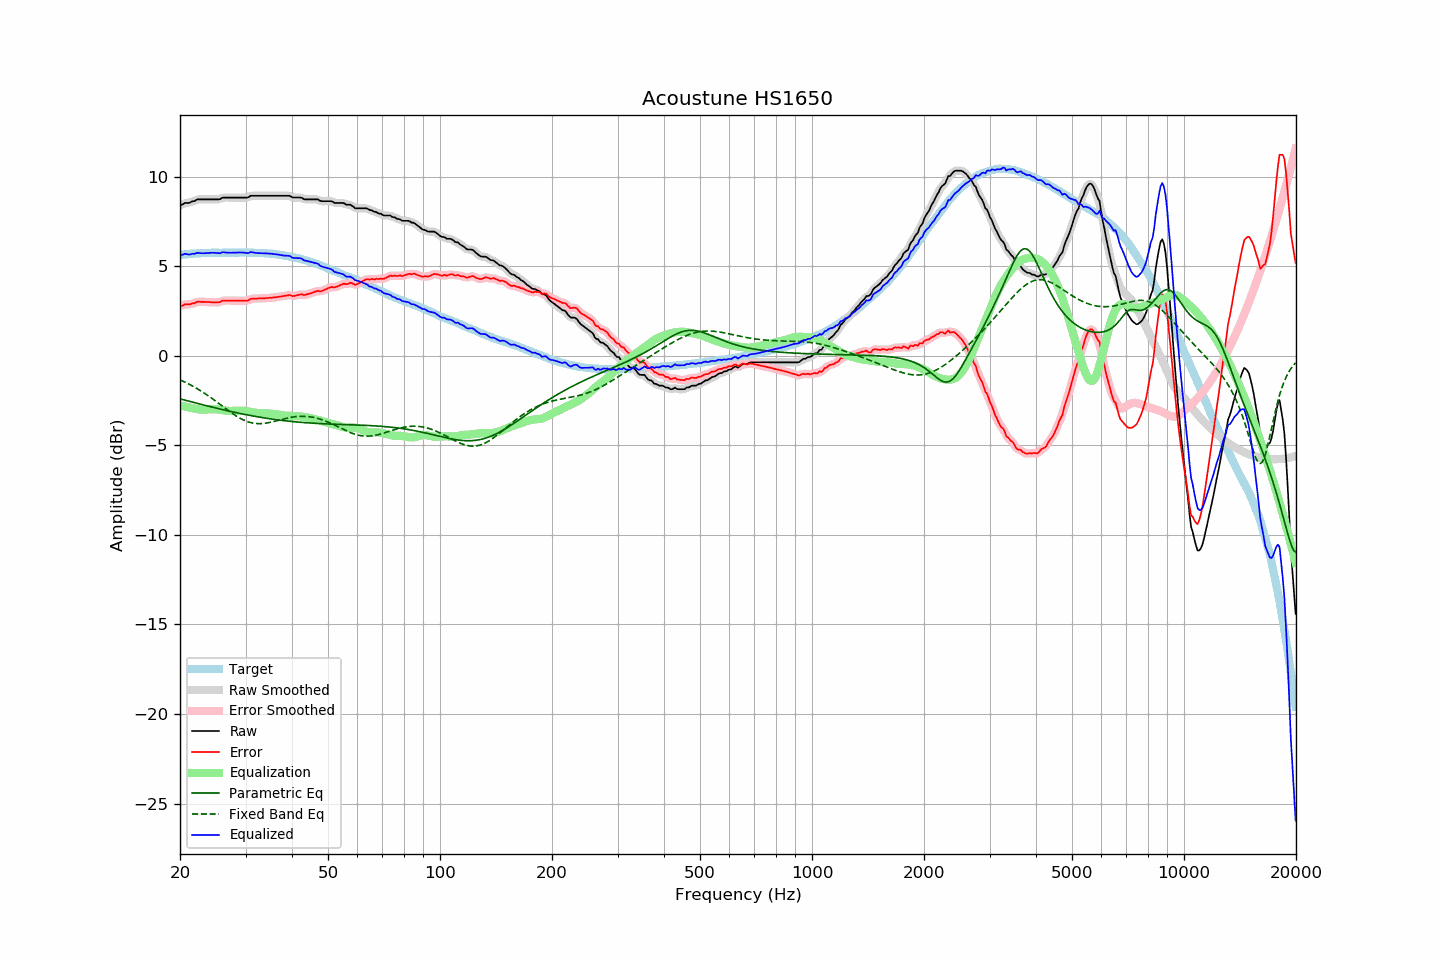 Acoustune HS1650
Amplitude (dBr)
10
5
0
−5
−10
−15
−20
−25
Target
Raw Smoothed
Error Smoothed
Raw
Error
Equalization
Parametric Eq
Fixed Band Eq
Equalized
20 50 100 200 500 1000 2000 5000 10000 20000
Frequency (Hz)